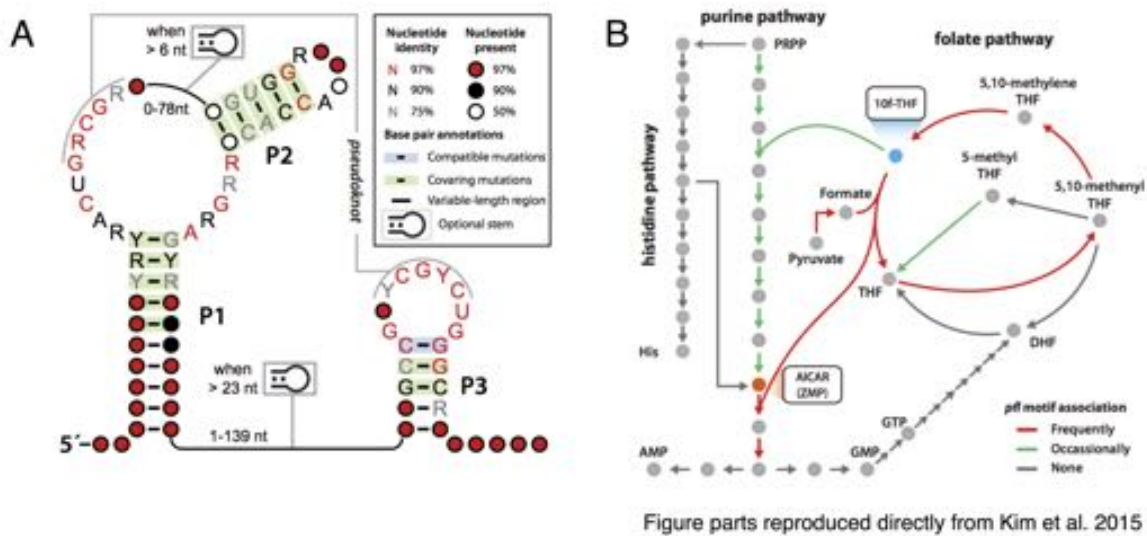 A
when
> 6 nt
0-78nt
R
G
C
R
G
U
C
A
R
Y
R
Y
G
U
G
G
R
A
C
C
A
C
P2
R
R
G
R
A
G
Y
R
P1
5´
when
> 23 nt
1-139 nt
pseudoknot
Y
C
G
Y
C
U
G
G
C
C
G
G
G
C
R
P3
Nucleotide identity
N 97%
N 90%
N 75%
Nucleotide present
97%
90%
50%
Base pair annotations
Compatible mutations
Covaring mutations
Variable-length region
Optional stem
B
purine pathway
PRPP
folate pathway
histidine pathway
10f-THF
5,10-methylene
THF
5-methyl
THF
5,10-methenyl
THF
Formate
Pyruvate
THF
DHF
His
AICAR
(ZMP)
GTP
GMP
AMP
pfl motif association
Frequently
Occassionally
None
Figure parts reproduced directly from Kim et al. 2015